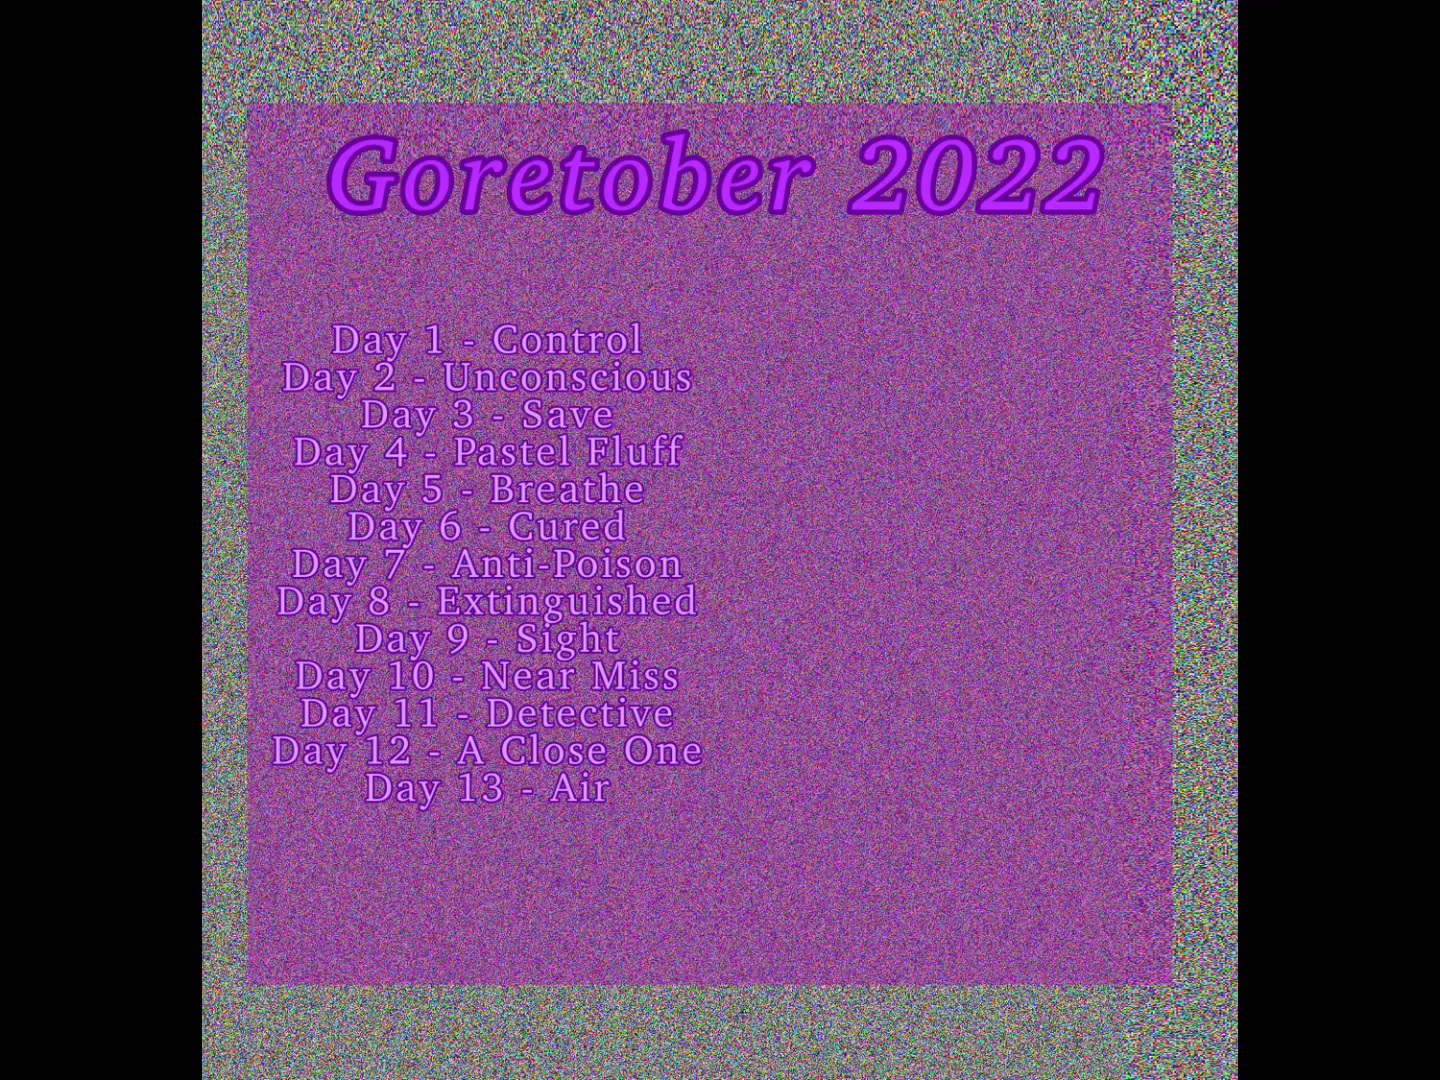 Goretober 2022
Day 1 - Control
Day 2 - Unconscious
Day 3 - Save
Day 4 - Pastel Fluff
Day 5 - Breathe
Day 6 - Cured
Day 7 - Anti-Poison
Day 8 - Extinguished
Day 9 - Sight
Day 10 - Near Miss
Day 11 - Detective
Day 12 - A Close One
Day 13 - Air